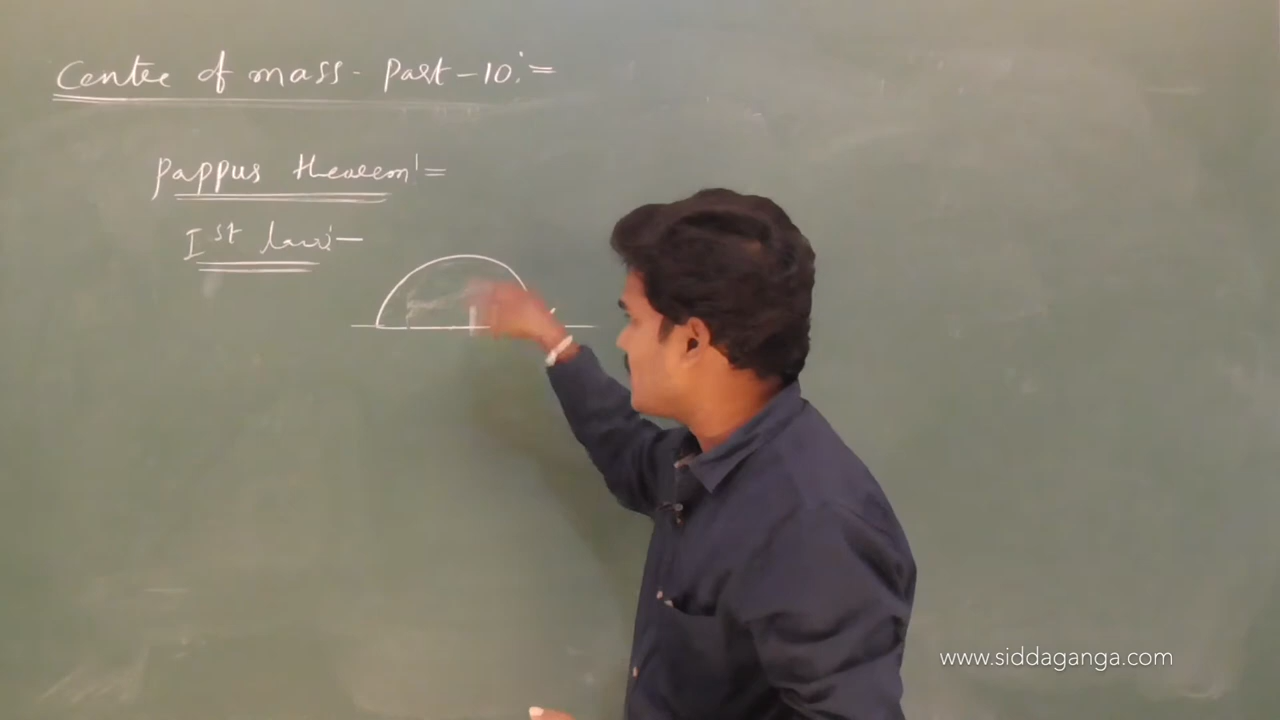 Centre of mass - Part - 10 :=
Pappus theorem :=
Ist law :-
www.siddaganga.com